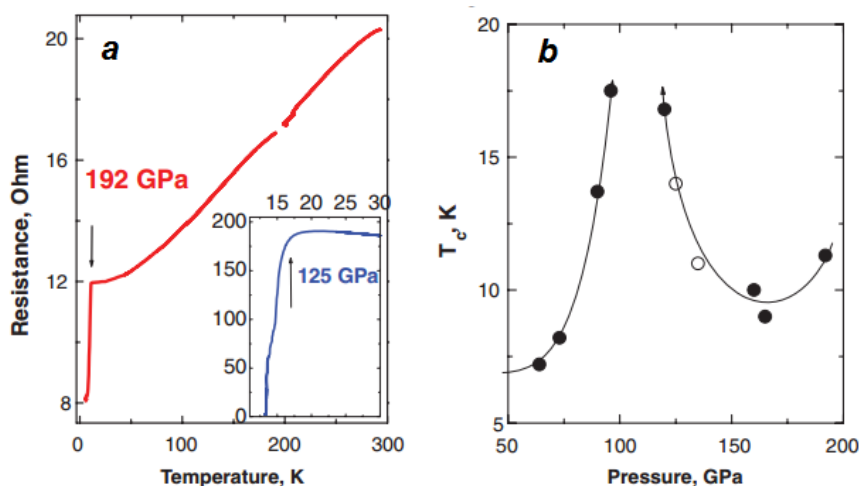 a
20
16
12
8
Resistance, Ohm
192 GPa
15 20 25 30
200
150
100
50
0
125 GPa
0 100 200 300
Temperature, K
b
20
15
10
5
T_c, K
50 100 150 200
Pressure, GPa